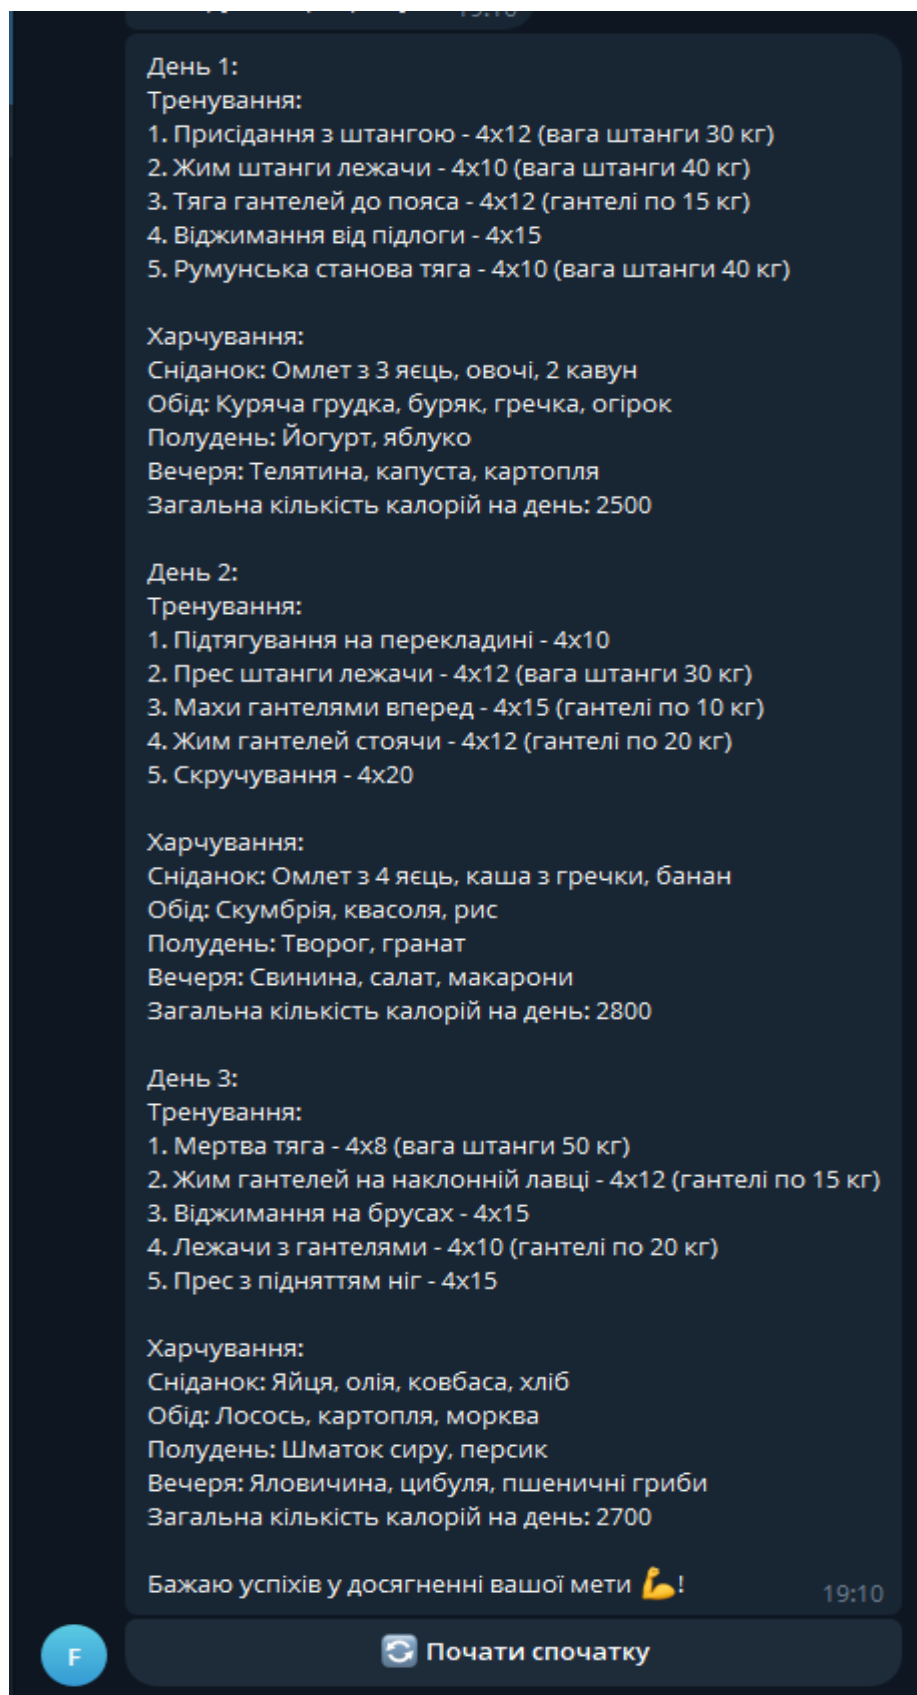 День 1:
Тренування:
1. Присідання з штангою - 4х12 (вага штанги 30 кг)
2. Жим штанги лежачи - 4х10 (вага штанги 40 кг)
3. Тяга гантелей до пояса - 4х12 (гантелі по 15 кг)
4. Віджимання від підлоги - 4х15
5. Румунська станова тяга - 4х10 (вага штанги 40 кг)
Харчування:
Сніданок: Омлет з 3 яєць, овочі, 2 кавун
Обід: Куряча грудка, буряк, гречка, огірок
Полудень: Йогурт, яблуко
Вечеря: Телятина, капуста, картопля
Загальна кількість калорій на день: 2500
День 2:
Тренування:
1. Підтягування на перекладині - 4х10
2. Прес штанги лежачи - 4х12 (вага штанги 30 кг)
3. Махи гантелями вперед - 4х15 (гантелі по 10 кг)
4. Жим гантелей стоячи - 4х12 (гантелі по 20 кг)
5. Скручування - 4х20
Харчування:
Сніданок: Омлет з 4 яєць, каша з гречки, банан
Обід: Скумбрія, квасоля, рис
Полудень: Творог, гранат
Вечеря: Свинина, салат, макарони
Загальна кількість калорій на день: 2800
День 3:
Тренування:
1. Мертва тяга - 4х8 (вага штанги 50 кг)
2. Жим гантелей на наклонній лавці - 4х12 (гантелі по 15 кг)
3. Віджимання на брусах - 4х15
4. Лежачи з гантелями - 4х10 (гантелі по 20 кг)
5. Прес з підняттям ніг - 4х15
Харчування:
Сніданок: Яйця, олія, ковбаса, хліб
Обід: Лосось, картопля, морква
Полудень: Шматок сиру, персик
Вечеря: Яловичина, цибуля, пшеничні гриби
Загальна кількість калорій на день: 2700
Бажаю успіхів у досягненні вашої мети 💪!
19:10
F
🔄 Почати спочатку